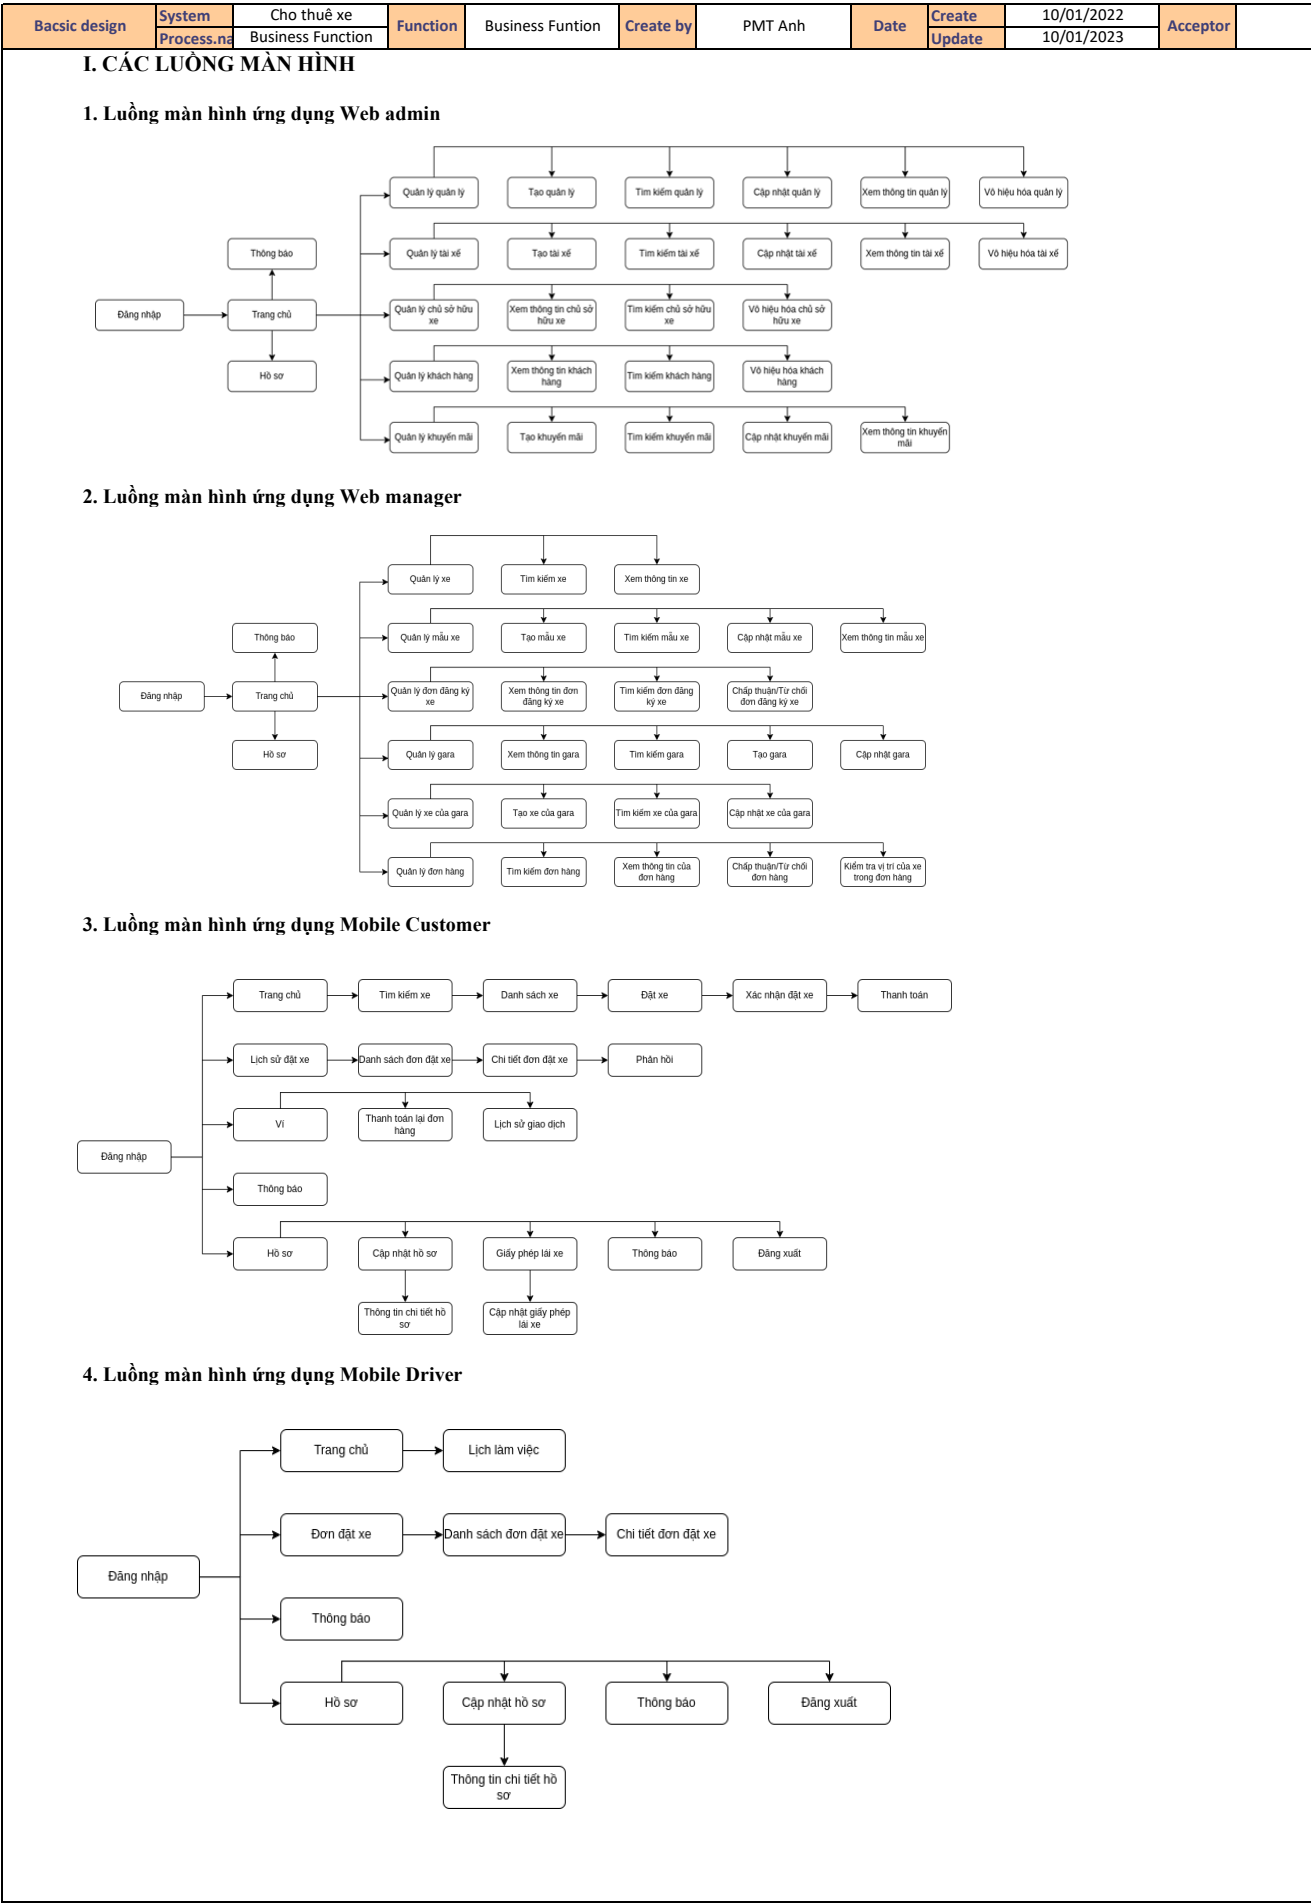 Bacsic design
System
Cho thuê xe
Function
Business Funtion
Create by
PMT Anh
Date
Create
10/01/2022
Acceptor
Process.na
Business Function
Update
10/01/2023
I. CÁC LUỒNG MÀN HÌNH
1. Luồng màn hình ứng dụng Web admin
Quản lý quản lý
Tạo quản lý
Tìm kiếm quản lý
Cập nhật quản lý
Xem thông tin quản lý
Vô hiệu hóa quản lý
Thông báo
Quản lý tài xế
Tạo tài xế
Tìm kiếm tài xế
Cập nhật tài xế
Xem thông tin tài xế
Vô hiệu hóa tài xế
Đăng nhập
Trang chủ
Quản lý chủ sở hữu
xe
Xem thông tin chủ sở
hữu xe
Tìm kiếm chủ sở hữu
xe
Vô hiệu hóa chủ sở
hữu xe
Hồ sơ
Quản lý khách hàng
Xem thông tin khách
hàng
Tìm kiếm khách hàng
Vô hiệu hóa khách
hàng
Quản lý khuyến mãi
Tạo khuyến mãi
Tìm kiếm khuyến mãi
Cập nhật khuyến mãi
Xem thông tin khuyến
mãi
2. Luồng màn hình ứng dụng Web manager
Quản lý xe
Tìm kiếm xe
Xem thông tin xe
Thông báo
Quản lý mẫu xe
Tạo mẫu xe
Tìm kiếm mẫu xe
Cập nhật mẫu xe
Xem thông tin mẫu xe
Đăng nhập
Trang chủ
Quản lý đơn đăng ký
xe
Xem thông tin đơn
đăng ký xe
Tìm kiếm đơn đăng
ký xe
Chấp thuận/Từ chối
đơn đăng ký xe
Hồ sơ
Quản lý gara
Xem thông tin gara
Tìm kiếm gara
Tạo gara
Cập nhật gara
Quản lý xe của gara
Tạo xe của gara
Tìm kiếm xe của gara
Cập nhật xe của gara
Quản lý đơn hàng
Tìm kiếm đơn hàng
Xem thông tin của
đơn hàng
Chấp thuận/Từ chối
đơn hàng
Kiểm tra vị trí của xe
trong đơn hàng
3. Luồng màn hình ứng dụng Mobile Customer
Trang chủ
Tìm kiếm xe
Danh sách xe
Đặt xe
Xác nhận đặt xe
Thanh toán
Lịch sử đặt xe
Danh sách đơn đặt xe
Chi tiết đơn đặt xe
Phản hồi
Ví
Thanh toán lại đơn
hàng
Lịch sử giao dịch
Đăng nhập
Thông báo
Hồ sơ
Cập nhật hồ sơ
Giấy phép lái xe
Thông báo
Đăng xuất
Thông tin chi tiết hồ
sơ
Cập nhật giấy phép
lái xe
4. Luồng màn hình ứng dụng Mobile Driver
Trang chủ
Lịch làm việc
Đơn đặt xe
Danh sách đơn đặt xe
Chi tiết đơn đặt xe
Đăng nhập
Thông báo
Hồ sơ
Cập nhật hồ sơ
Thông báo
Đăng xuất
Thông tin chi tiết hồ
sơ